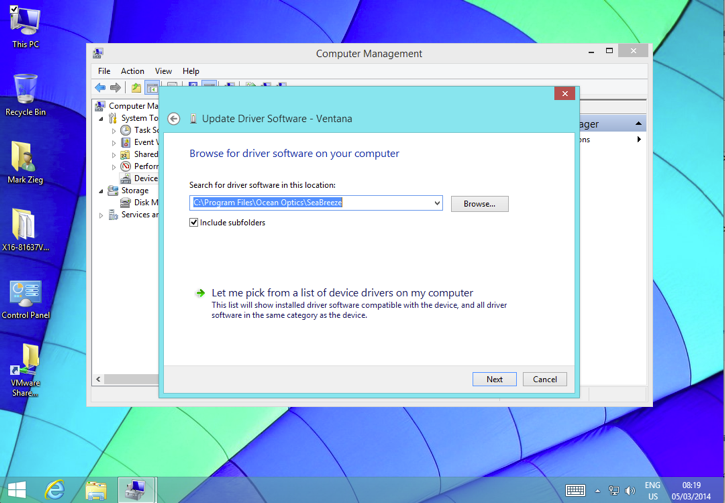 This PC
Recycle Bin
Mark Zieg
X16-81637V...
Control Panel
VMware
Share...
Computer Management
File Action View Help
Computer Ma
System To
Task Sc
Event V
Shared
Perform
Device
Storage
Disk M
Services an
ager
ons
Update Driver Software - Ventana
Browse for driver software on your computer
Search for driver software in this location:
C:\Program Files\Ocean Optics\SeaBreeze
Browse...
Include subfolders
Let me pick from a list of device drivers on my computer
This list will show installed driver software compatible with the device, and all driver
software in the same category as the device.
Next Cancel
ENG 08:19
US 05/03/2014